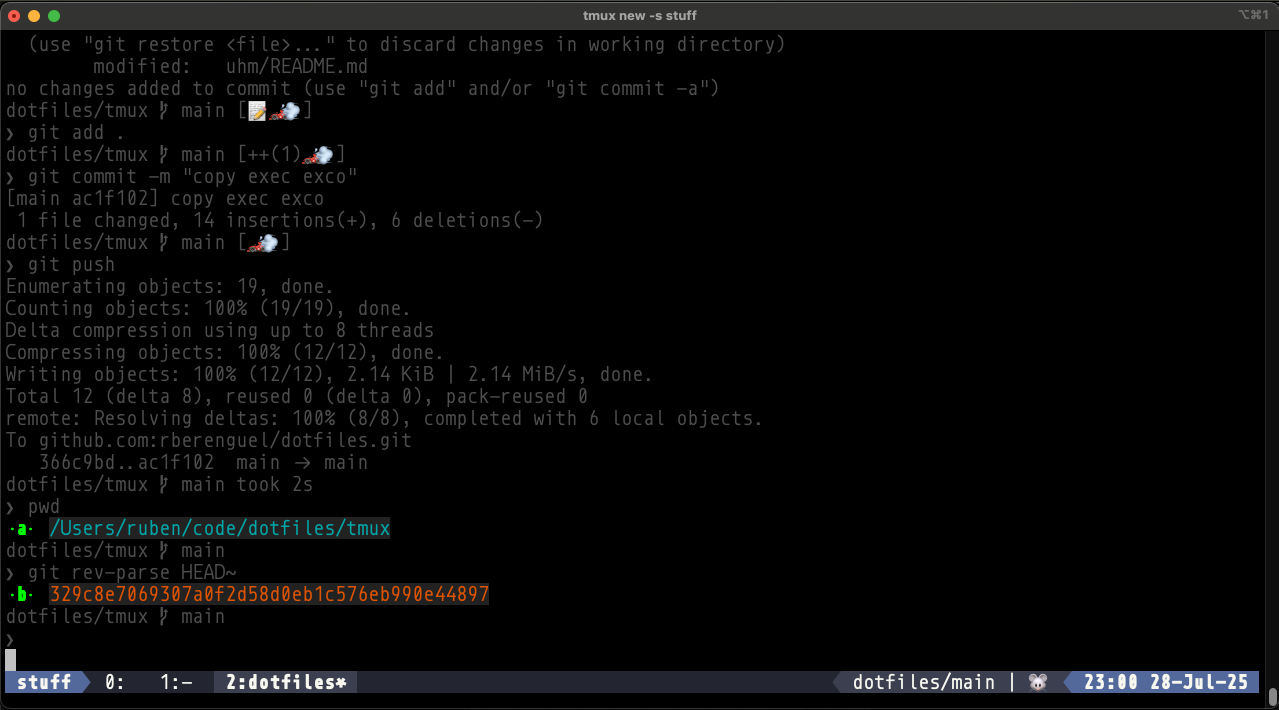 tmux new -s stuff
⌥⌘1
(use "git restore <file>..." to discard changes in working directory)
modified:   uhm/README.md
no changes added to commit (use "git add" and/or "git commit -a")
dotfiles/tmux main [📝🏎💨]
❯ git add .
dotfiles/tmux main [++(1)🏎💨]
❯ git commit -m "copy exec exco"
[main ac1f102] copy exec exco
1 file changed, 14 insertions(+), 6 deletions(-)
dotfiles/tmux main [🏎💨]
❯ git push
Enumerating objects: 19, done.
Counting objects: 100% (19/19), done.
Delta compression using up to 8 threads
Compressing objects: 100% (12/12), done.
Writing objects: 100% (12/12), 2.14 KiB | 2.14 MiB/s, done.
Total 12 (delta 8), reused 0 (delta 0), pack-reused 0
remote: Resolving deltas: 100% (8/8), completed with 6 local objects.
To github.com:rberenguel/dotfiles.git
366c9bd..ac1f102  main -> main
dotfiles/tmux main took 2s
❯ pwd
·a· /Users/ruben/code/dotfiles/tmux
dotfiles/tmux main
❯ git rev-parse HEAD~
·b· 329c8e7069307a0f2d58d0eb1c576eb990e44897
dotfiles/tmux main
❯
stuff 0: 1:- 2:dotfiles* dotfiles/main | 🐭 23:00 28-Jul-25